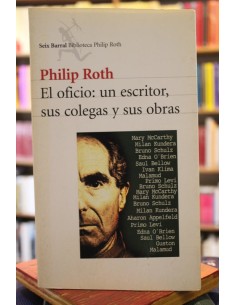 Seix Barral Biblioteca Philip Roth
Philip Roth
El oficio: un escritor,
sus colegas y sus obras
Mary McCarthy
Milan Kundera
Bruno Schulz
Edna O'Brien
Saul Bellow
Ivan Klima
Malamud
Primo Levi
Bruno Schulz
Mary McCarthy
Milan Kundera
Bruno Schulz
Milan Kundera
Aharon Appelfeld
Primo Levi
Edna O'Brien
Saul Bellow
Guston
Malamud